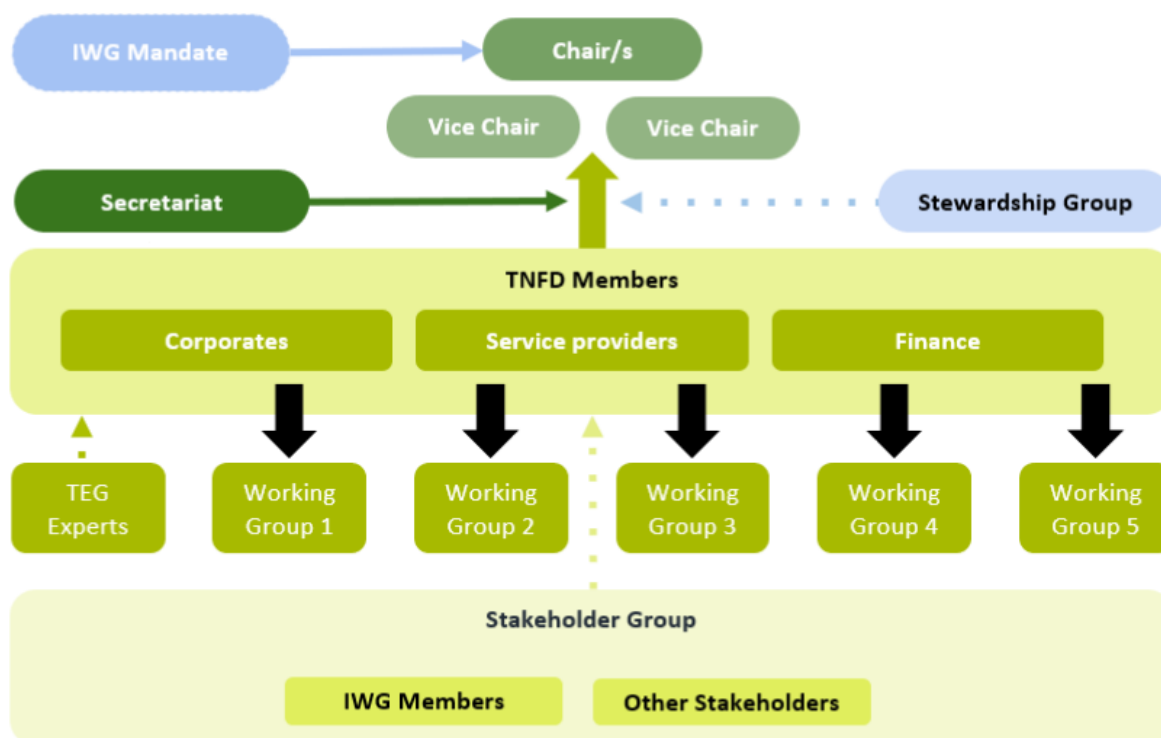 IWG Mandate
Chair/s
Vice Chair
Vice Chair
Secretariat
Stewardship Group
TNFD Members
Corporates
Service providers
Finance
TEG
Experts
Working
Group 1
Working
Group 2
Working
Group 3
Working
Group 4
Working
Group 5
Stakeholder Group
IWG Members
Other Stakeholders